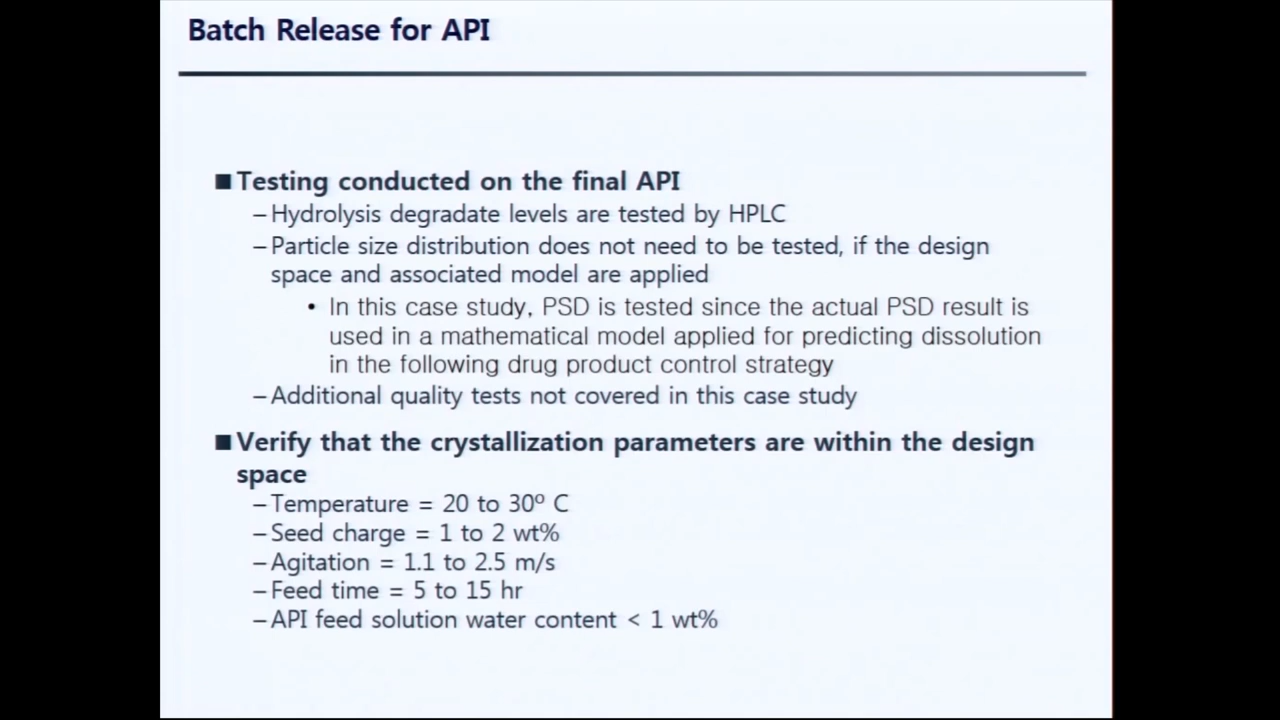 Batch Release for API
■ Testing conducted on the final API
– Hydrolysis degradate levels are tested by HPLC
– Particle size distribution does not need to be tested, if the design
space and associated model are applied
• In this case study, PSD is tested since the actual PSD result is
used in a mathematical model applied for predicting dissolution
in the following drug product control strategy
– Additional quality tests not covered in this case study
■ Verify that the crystallization parameters are within the design
space
– Temperature = 20 to 30º C
– Seed charge = 1 to 2 wt%
– Agitation = 1.1 to 2.5 m/s
– Feed time = 5 to 15 hr
– API feed solution water content < 1 wt%